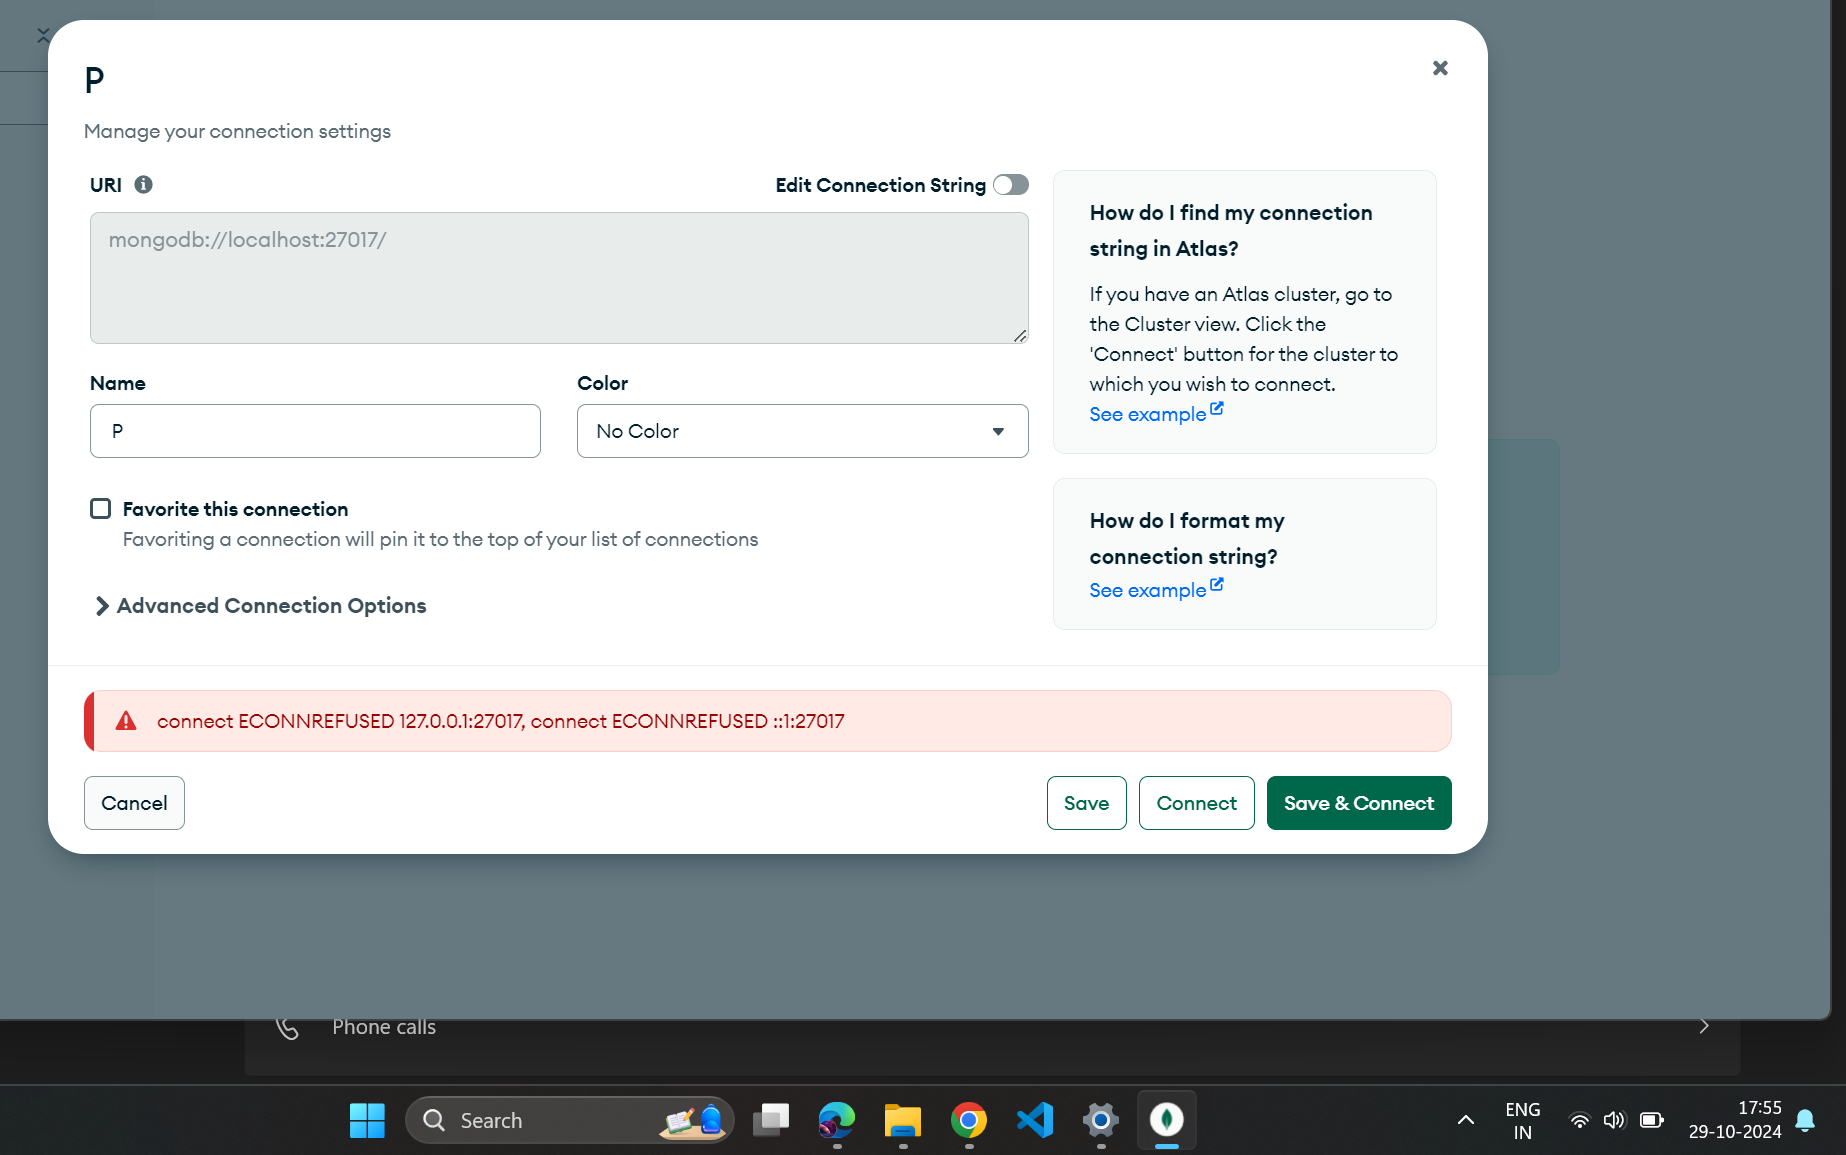 P
Manage your connection settings
URI
Edit Connection String
mongodb://localhost:27017/
Name
Color
P
No Color
Favorite this connection
Favoriting a connection will pin it to the top of your list of connections
Advanced Connection Options
How do I find my connection
string in Atlas?
If you have an Atlas cluster, go to
the Cluster view. Click the
'Connect' button for the cluster to
which you wish to connect.
See example
How do I format my
connection string?
See example
connect ECONNREFUSED 127.0.0.1:27017, connect ECONNREFUSED ::1:27017
Cancel
Save
Connect
Save & Connect
Phone calls
Search
ENG
IN
17:55
29-10-2024